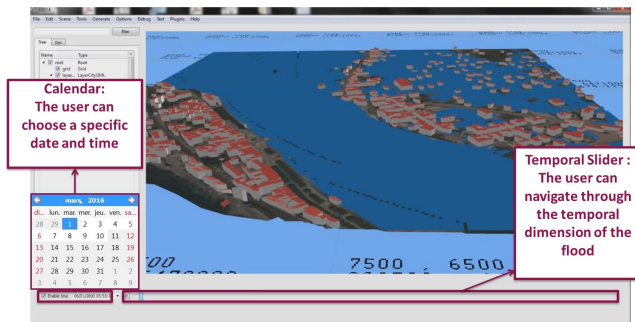 File Edit Scene Tools Generate Options Debug Test Plugins Help
Filter
Tree
Name Type
root Root
grid Grid
layer... LayerCityGML
Calendar:
The user can
choose a specific
date and time
mars, 2016
di... lun. mar. mer. jeu. ven. sa...
28 29 1 2 3 4 5
6 7 8 9 10 11 12
13 14 15 16 17 18 19
20 21 22 23 24 25 26
27 28 29 30 31 1 2
3 4 5 6 7 8 9
Temporal Slider :
The user can
navigate through
the temporal
dimension of the
flood
7500 6500
Enable time